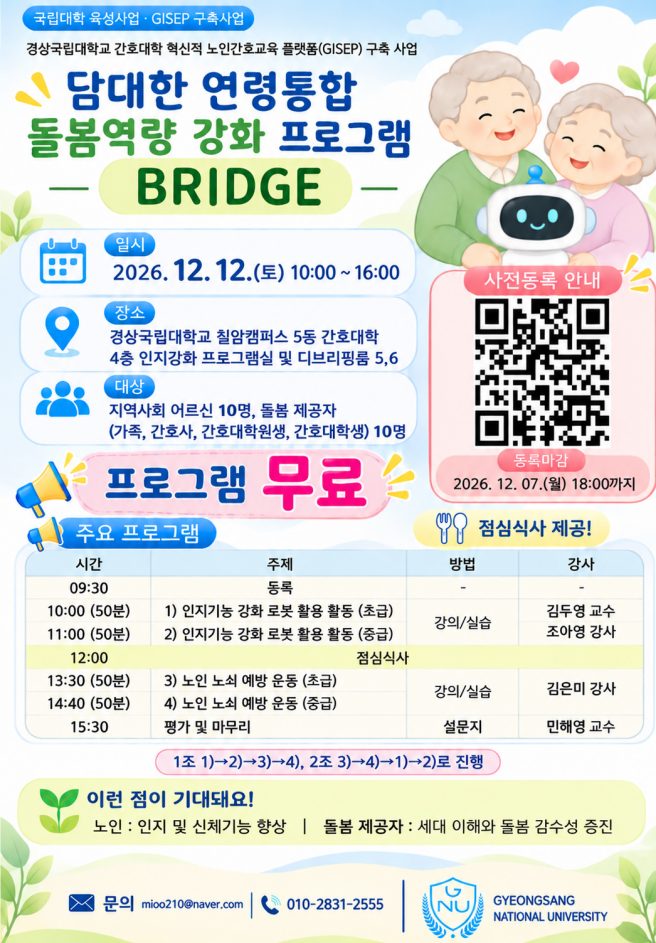 국립대학 육성사업 · GISEP 구축사업
경상국립대학교 간호대학 혁신적 노인간호교육 플랫폼(GISEP) 구축 사업
담대한 연령통합
돌봄역량 강화 프로그램
BRIDGE
일시
2026. 12. 12.(토) 10:00 ~ 16:00
장소
경상국립대학교 칠암캠퍼스 5동 간호대학
4층 인지강화 프로그램실 및 디브리핑룸 5,6
대상
지역사회 어르신 10명, 돌봄 제공자
(가족, 간호사, 간호대학원생, 간호대학생) 10명
사전등록 안내
동록마감
2026. 12. 07.(월) 18:00까지
프로그램 무료
주요 프로그램
점심식사 제공!
시간 주제 방법 강사
09:30 동록 - -
10:00 (50분) 1) 인지기능 강화 로봇 활용 활동 (초급) 강의/실습 김두영 교수
11:00 (50분) 2) 인지기능 강화 로봇 활용 활동 (중급) 조아영 강사
12:00 점심식사
13:30 (50분) 3) 노인 노쇠 예방 운동 (초급) 강의/실습 김은미 강사
14:40 (50분) 4) 노인 노쇠 예방 운동 (중급)
15:30 평가 및 마무리 설문지 민해영 교수
1조 1)→2)→3)→4), 2조 3)→4)→1)→2)로 진행
이런 점이 기대돼요!
노인 : 인지 및 신체기능 향상 | 돌봄 제공자 : 세대 이해와 돌봄 감수성 증진
문의 mioo210@naver.com 010-2831-2555
GNU
GYEONGSANG
NATIONAL UNIVERSITY